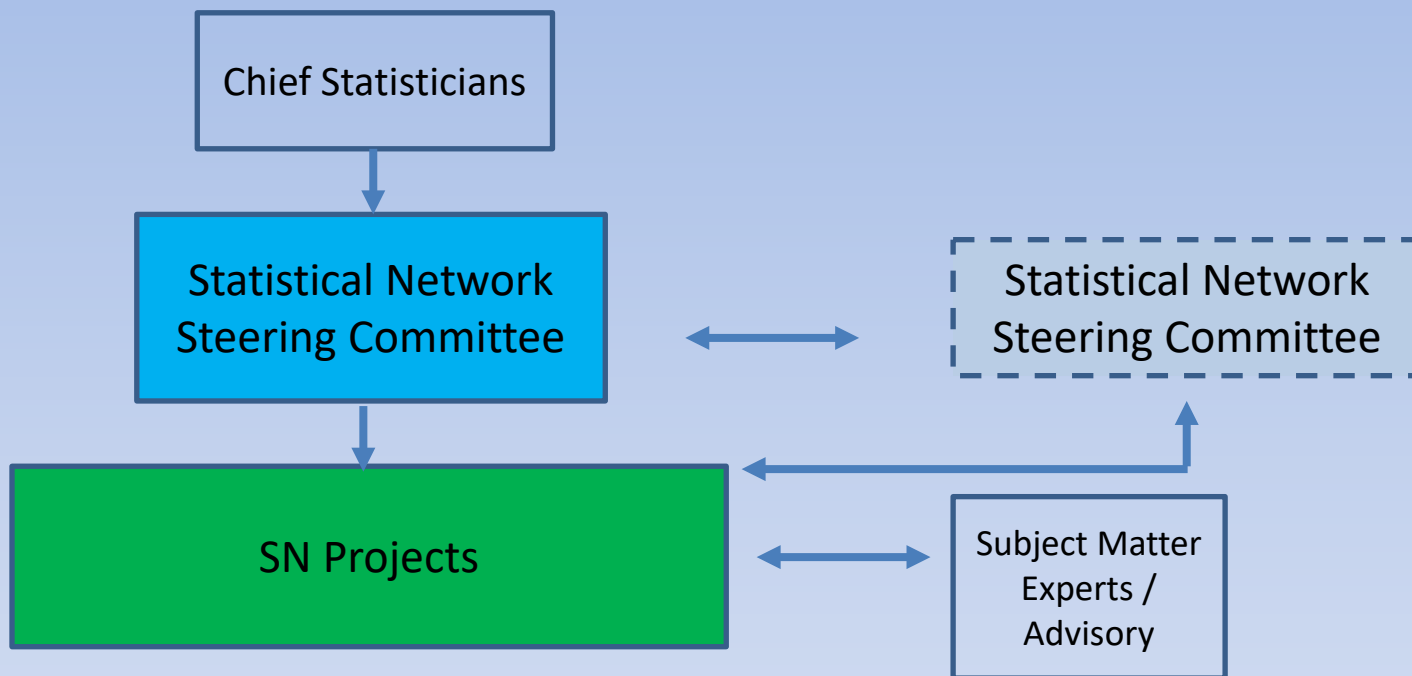 Chief Statisticians
Statistical Network
Steering Committee
Statistical Network
Steering Committee
SN Projects
Subject Matter
Experts /
Advisory